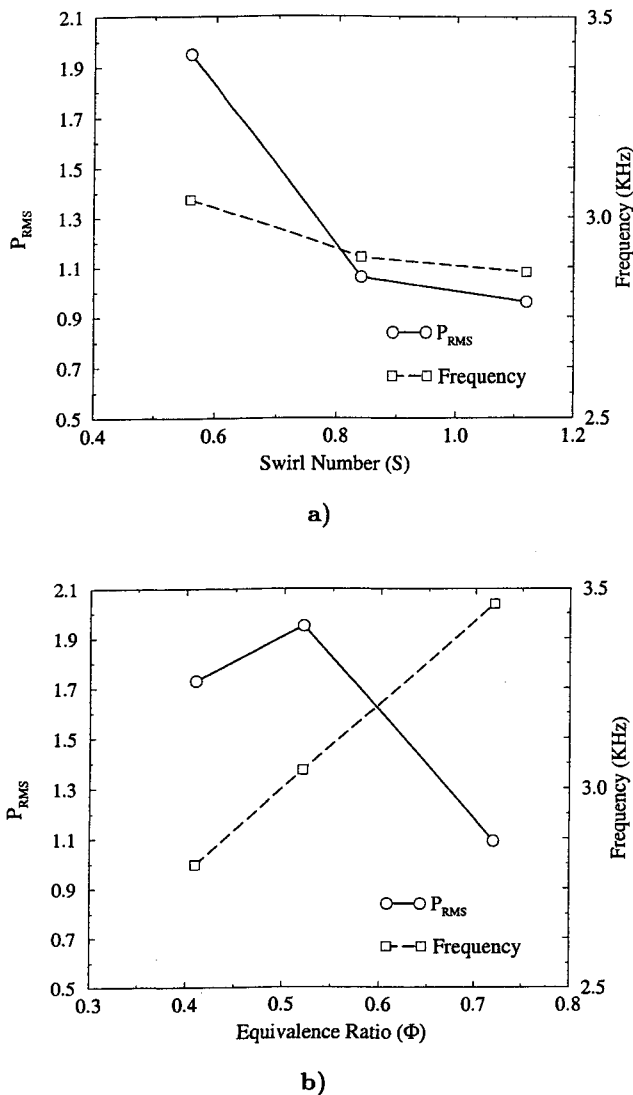 2.1
1.9
1.7
1.5
1.3
1.1
0.9
0.7
0.5
P_RMS
3.5
3.0
2.5
Frequency (KHz)
P_RMS
Frequency
0.4 0.6 0.8 1.0 1.2
Swirl Number (S)
a)
2.1
1.9
1.7
1.5
1.3
1.1
0.9
0.7
0.5
P_RMS
3.5
3.0
2.5
Frequency (KHz)
P_RMS
Frequency
0.3 0.4 0.5 0.6 0.7 0.8
Equivalence Ratio (Φ)
b)